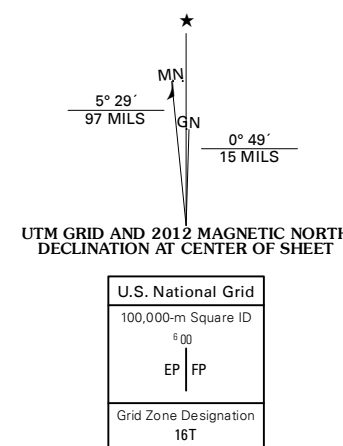 ★
MN
5° 29´
97 MILS
GN
0° 49´
15 MILS
UTM GRID AND 2012 MAGNETIC NORTH
DECLINATION AT CENTER OF SHEET
U.S. National Grid
100,000-m Square ID
6 00
EP FP
Grid Zone Designation
16T